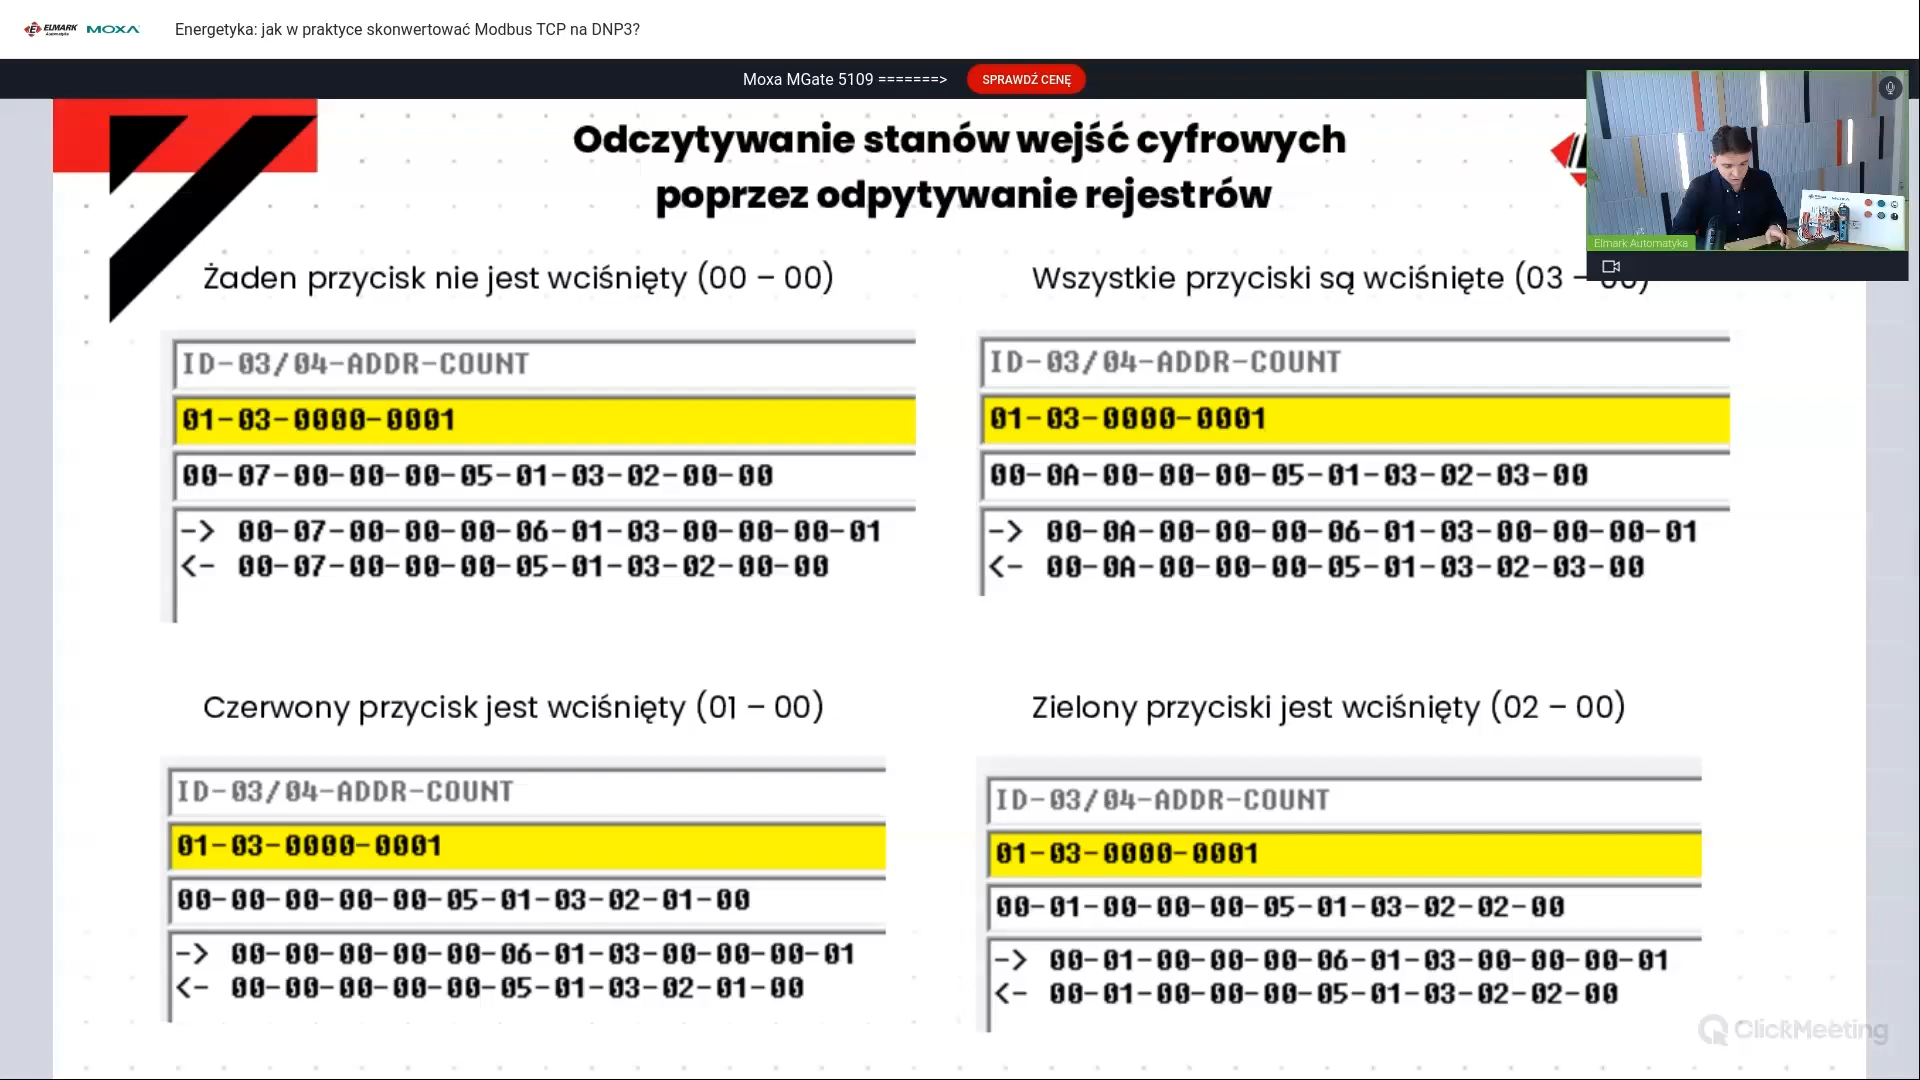 ELMARK
Automatyka
MOXA
Energetyka: jak w praktyce skonwertować Modbus TCP na DNP3?
Moxa MGate 5109 =======>
SPRAWDŹ CENĘ
Odczytywanie stanów wejść cyfrowych
poprzez odpytywanie rejestrów
Elmark Automatyka
Żaden przycisk nie jest wciśnięty (00 – 00)
ID-03/04-ADDR-COUNT
01-03-0000-0001
00-07-00-00-00-05-01-03-02-00-00
-> 00-07-00-00-00-06-01-03-00-00-00-01
<- 00-07-00-00-00-05-01-03-02-00-00
Wszystkie przyciski są wciśnięte (03 – 00)
ID-03/04-ADDR-COUNT
01-03-0000-0001
00-0A-00-00-00-05-01-03-02-03-00
-> 00-0A-00-00-00-06-01-03-00-00-00-01
<- 00-0A-00-00-00-05-01-03-02-03-00
Czerwony przycisk jest wciśnięty (01 – 00)
ID-03/04-ADDR-COUNT
01-03-0000-0001
00-00-00-00-00-05-01-03-02-01-00
-> 00-00-00-00-00-06-01-03-00-00-00-01
<- 00-00-00-00-00-05-01-03-02-01-00
Zielony przyciski jest wciśnięty (02 – 00)
ID-03/04-ADDR-COUNT
01-03-0000-0001
00-01-00-00-00-05-01-03-02-02-00
-> 00-01-00-00-00-06-01-03-00-00-00-01
<- 00-01-00-00-00-05-01-03-02-02-00
ClickMeeting